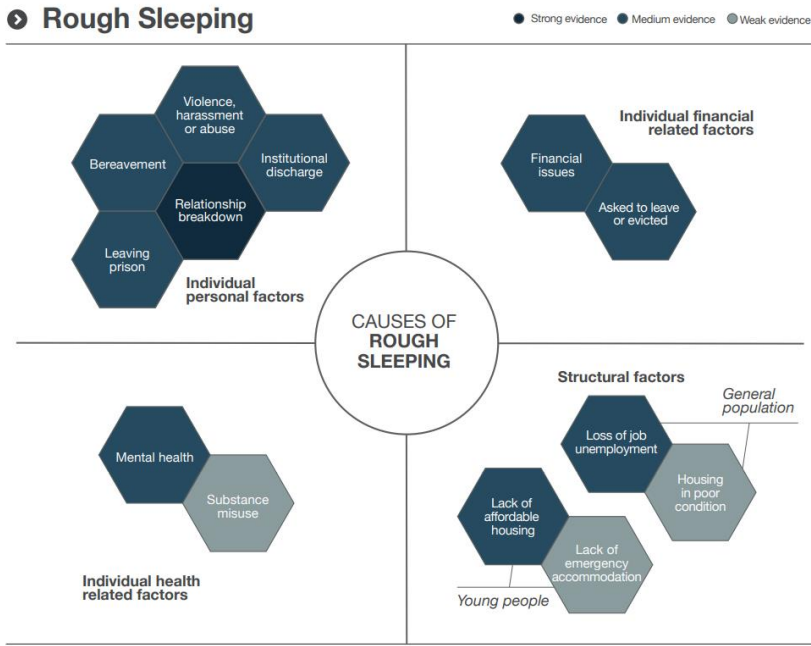 Rough Sleeping
Strong evidence
Medium evidence
Weak evidence
Violence,
harassment
or abuse
Bereavement
Institutional
discharge
Relationship
breakdown
Leaving
prison
Individual
personal factors
Individual financial
related factors
Financial
issues
Asked to leave
or evicted
CAUSES OF
ROUGH
SLEEPING
Mental health
Substance
misuse
Individual health
related factors
Structural factors
General
population
Loss of job
unemployment
Housing
in poor
condition
Lack of
affordable
housing
Lack of
emergency
accommodation
Young people